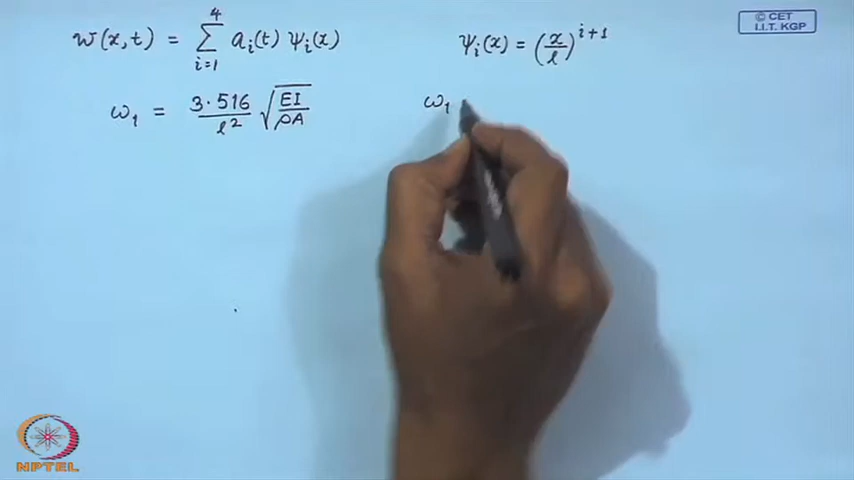 w(x,t) = Σ_{i=1}^{4} a_i(t) ψ_i(x)    ψ_i(x) = (x/l)^{i+1}
ω_1 = 3.516/l² √(EI/ρA)    ω_1
© CET
I.I.T. KGP
NPTEL